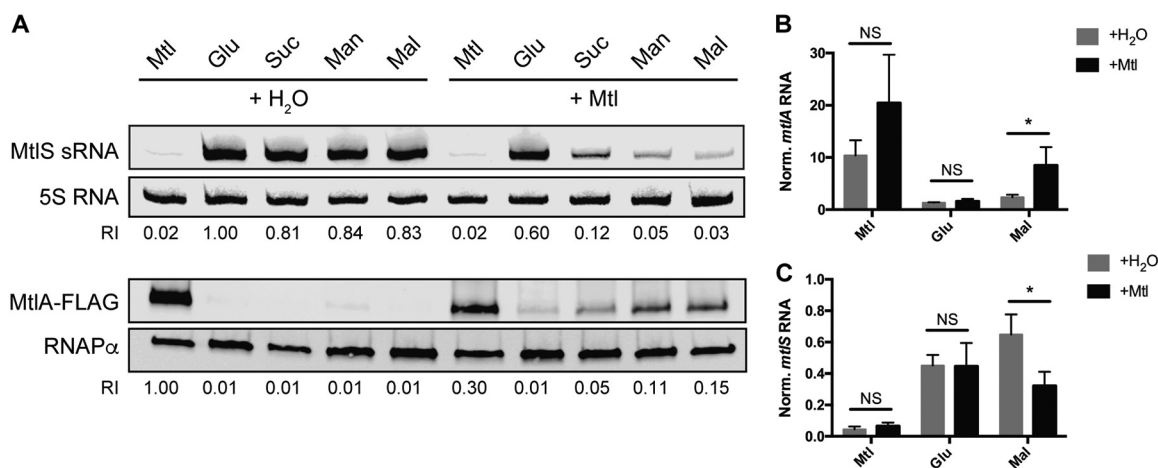 A
Mtl Glu Suc Man Mal Mtl Glu Suc Man Mal
+ H₂O + Mtl
MtlS sRNA
5S RNA
RI 0.02 1.00 0.81 0.84 0.83 0.02 0.60 0.12 0.05 0.03
MtlA-FLAG
RNAPα
RI 1.00 0.01 0.01 0.01 0.01 0.30 0.01 0.05 0.11 0.15
B
+H₂O
+Mtl
Norm. mtlA RNA
30
20
10
0
NS
NS
*
Mtl Glu Mal
C
+H₂O
+Mtl
Norm. mtlS RNA
1.0
0.8
0.6
0.4
0.2
0.0
NS
NS
*
Mtl Glu Mal